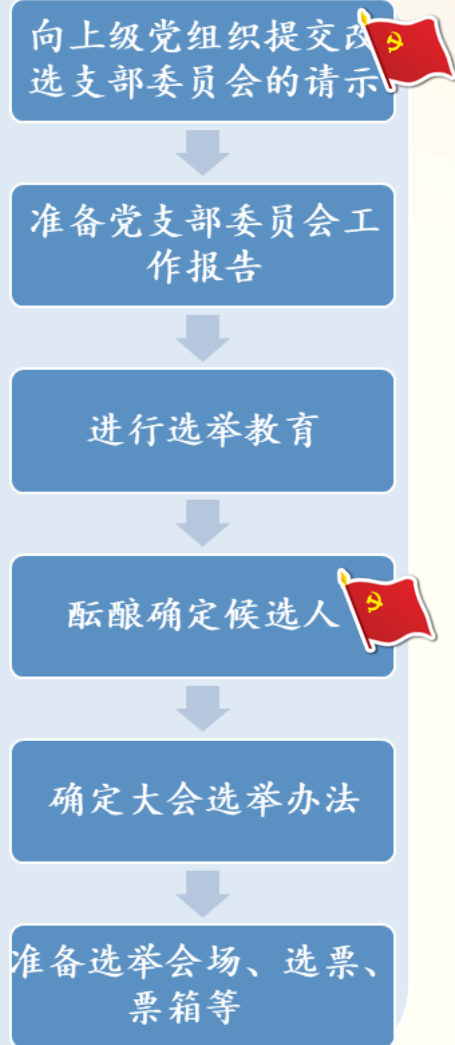 向上级党组织提交改
选支部委员会的请示
准备党支部委员会工
作报告
进行选举教育
酝酿确定候选人
确定大会选举办法
准备选举会场、选票、
票箱等